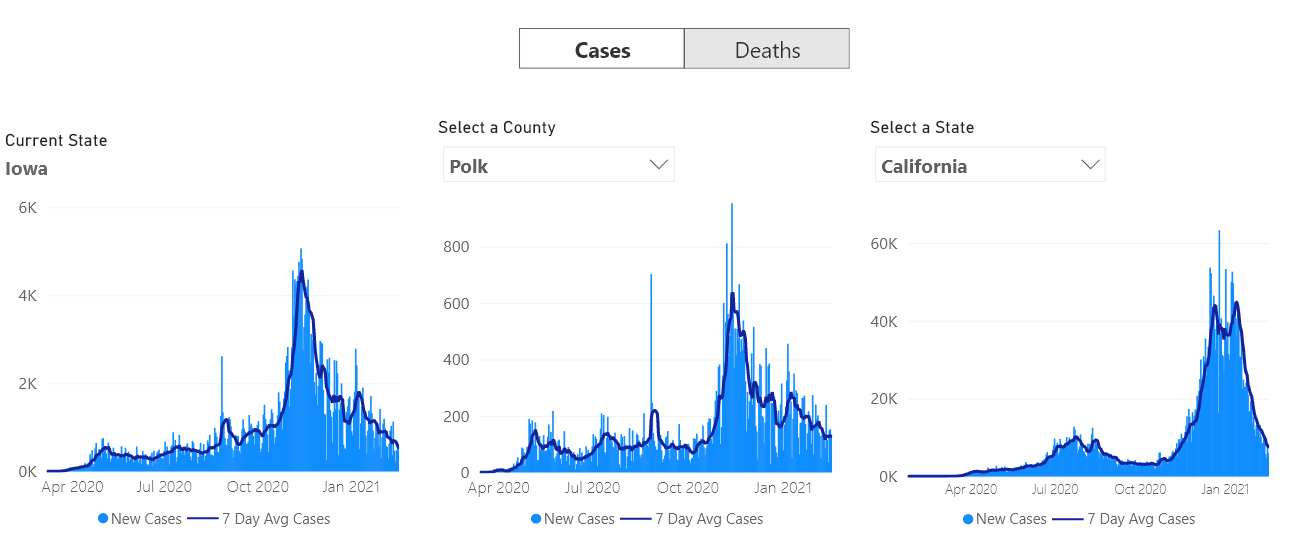 Cases Deaths
Current State
Iowa
6K
4K
2K
0K
Apr 2020 Jul 2020 Oct 2020 Jan 2021
New Cases 7 Day Avg Cases
Select a County
Polk
800
600
400
200
0
Apr 2020 Jul 2020 Oct 2020 Jan 2021
New Cases 7 Day Avg Cases
Select a State
California
60K
40K
20K
0K
Apr 2020 Jul 2020 Oct 2020 Jan 2021
New Cases 7 Day Avg Cases